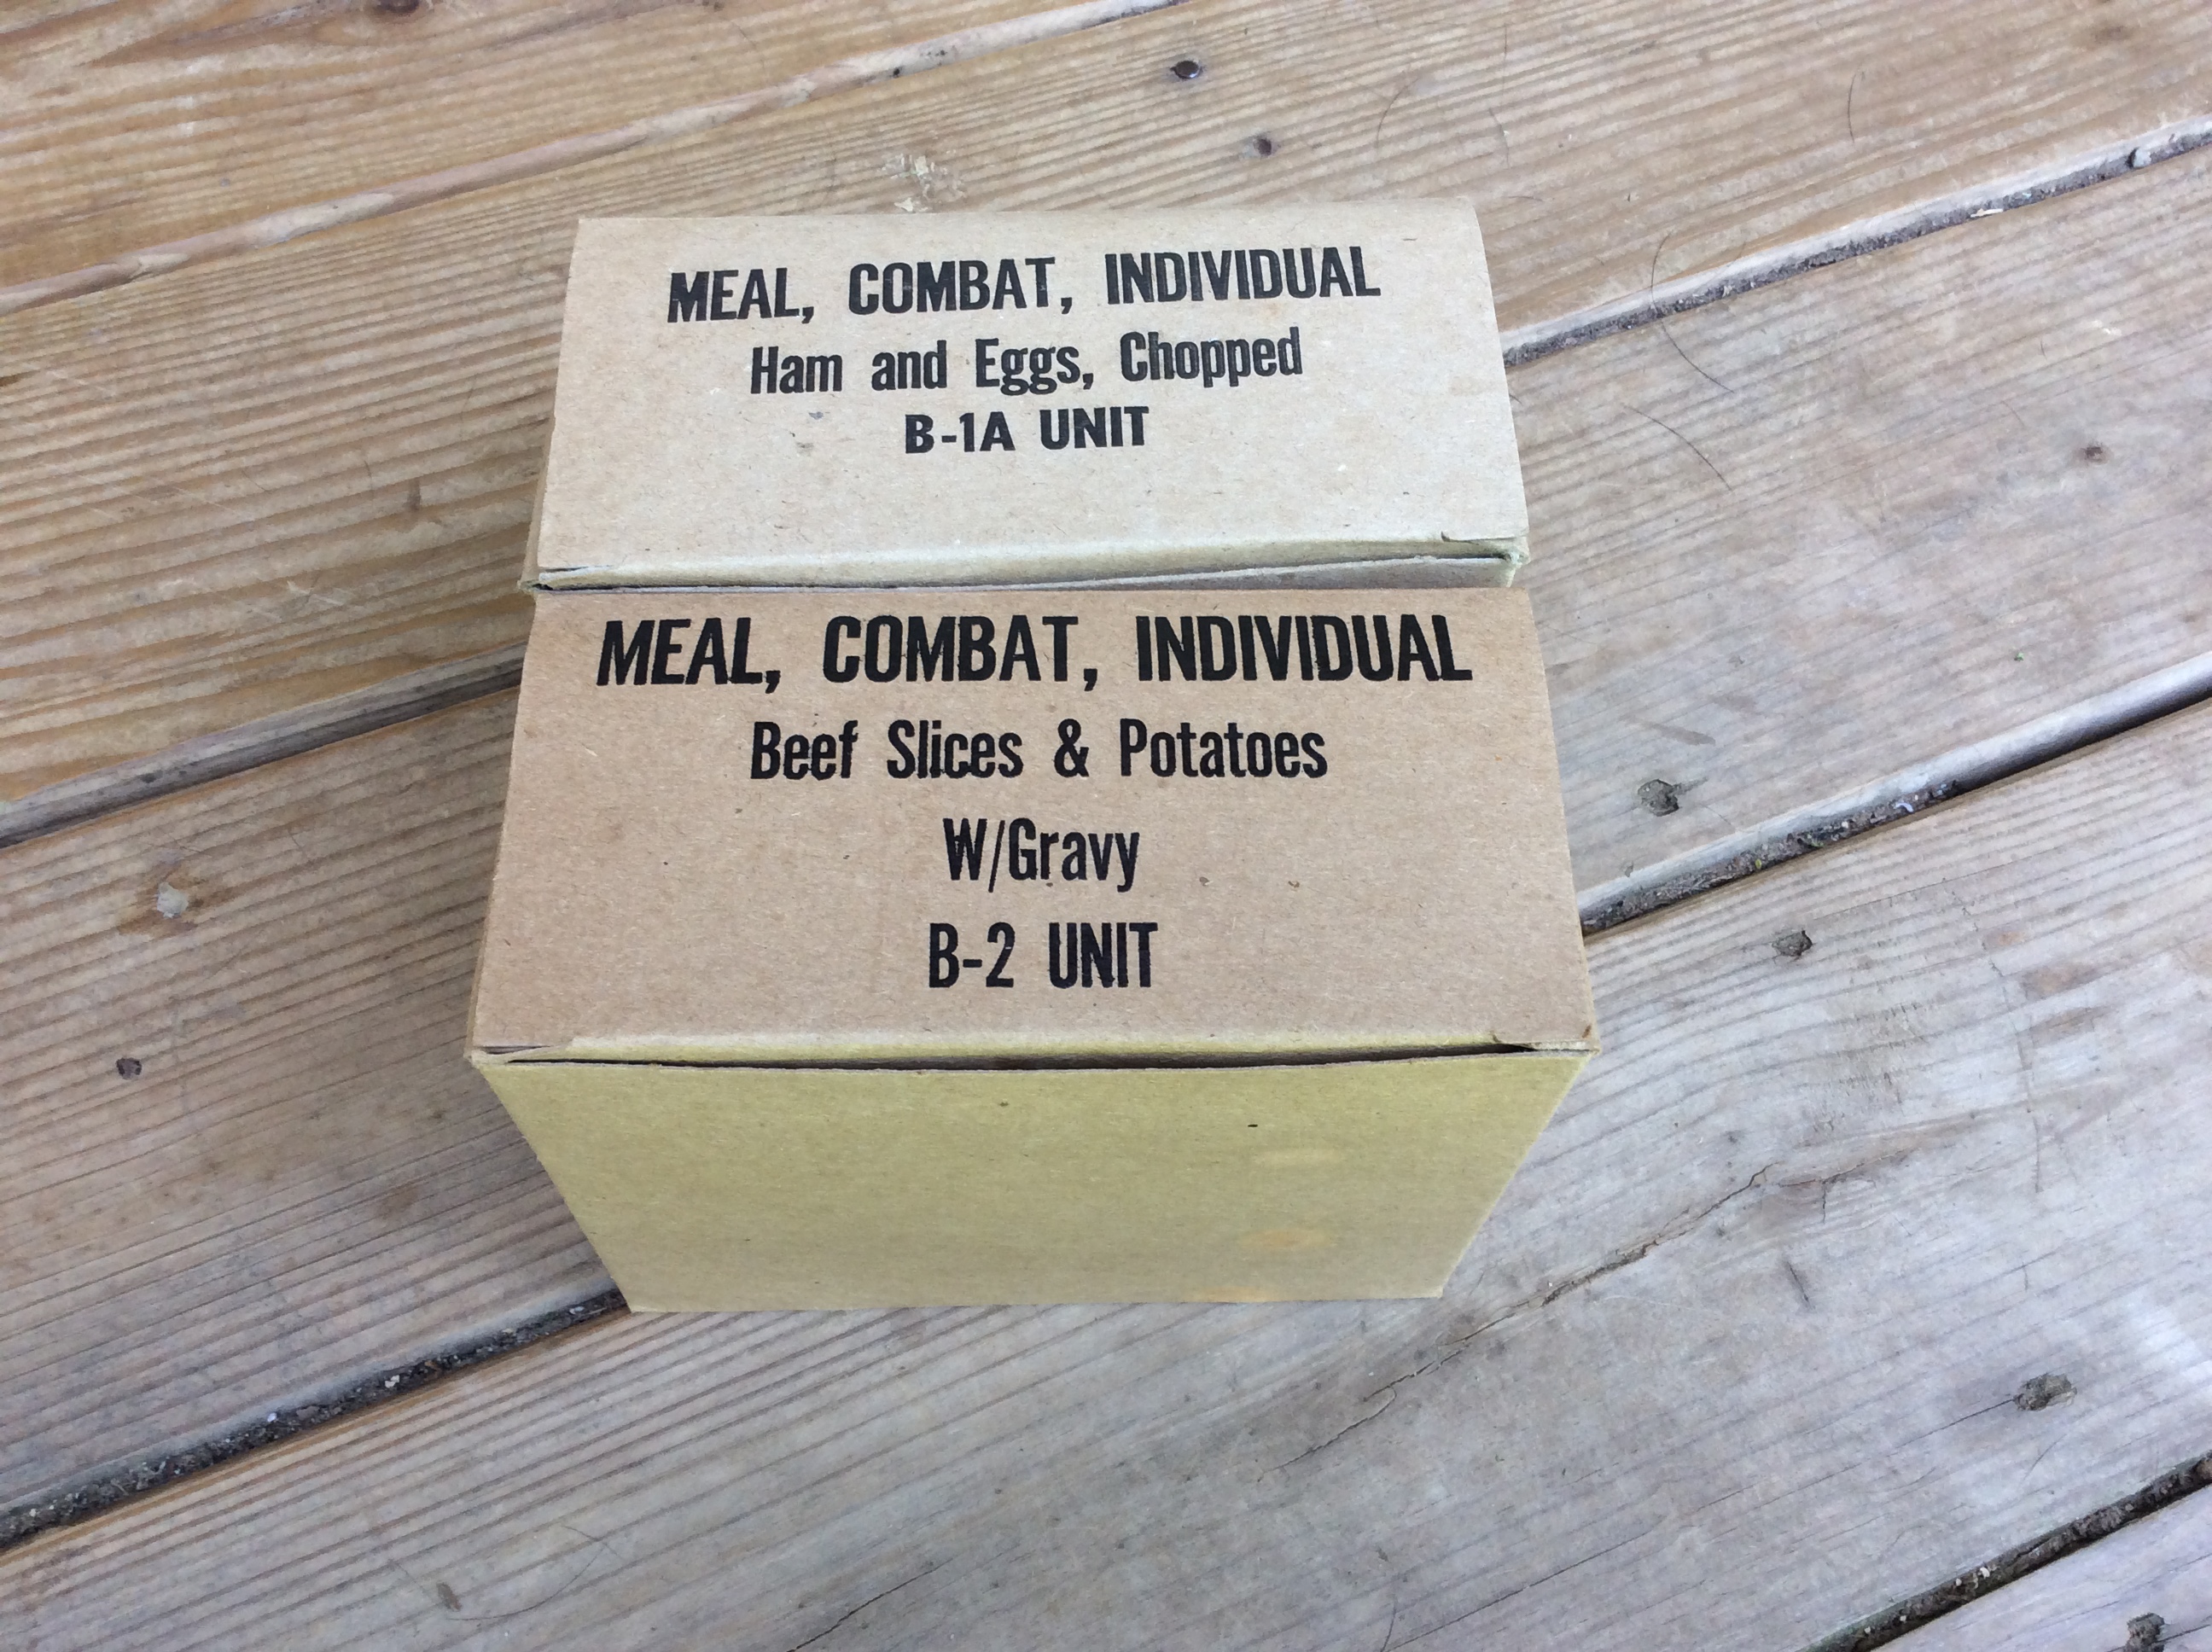 MEAL, COMBAT, INDIVIDUAL
Ham and Eggs, Chopped
B-1A UNIT
MEAL, COMBAT, INDIVIDUAL
Beef Slices & Potatoes
W/Gravy
B-2 UNIT